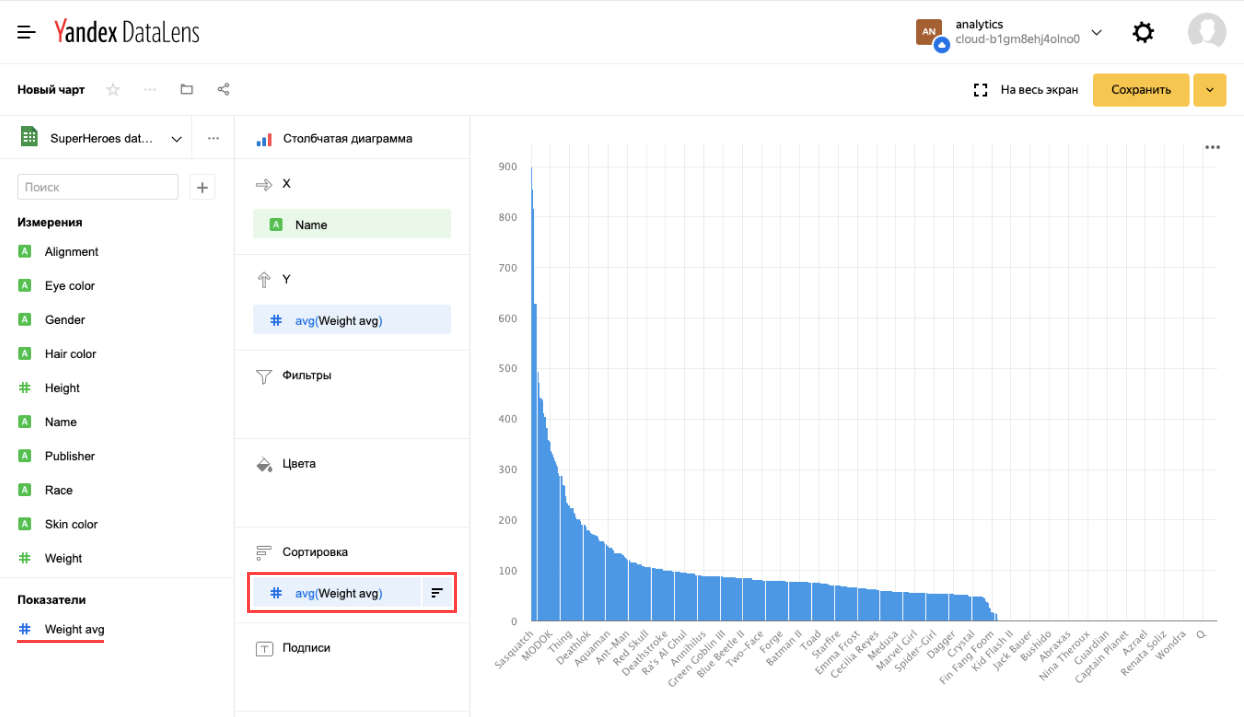 Yandex DataLens
AN
analytics
cloud-b1gm8ehj4olno0
Новый чарт
На весь экран
Сохранить
SuperHeroes dat...
Поиск
Измерения
Alignment
Eye color
Gender
Hair color
Height
Name
Publisher
Race
Skin color
Weight
Показатели
Weight avg
Столбчатая диаграмма
X
Name
Y
avg(Weight avg)
Фильтры
Цвета
Сортировка
avg(Weight avg)
Подписи
900
800
700
600
500
400
300
200
100
0
Sasquatch
MODOK
Thing
Deathlok
Aquaman
Ant-Man
Red Skull
Deathstroke
Ra's Al Ghul
Annihilus
Green Goblin III
Blue Beetle II
Two-Face
Forge
Batman II
Toad
Starfire
Emma Frost
Cecilia Reyes
Medusa
Marvel Girl
Spider-Girl
Dagger
Crystal
Fin Fang Foom
Kid Flash II
Jack Bauer
Bushido
Abraxas
Nina Theroux
Guardian
Captain Planet
Azrael
Renata Soliz
Wondra
Q